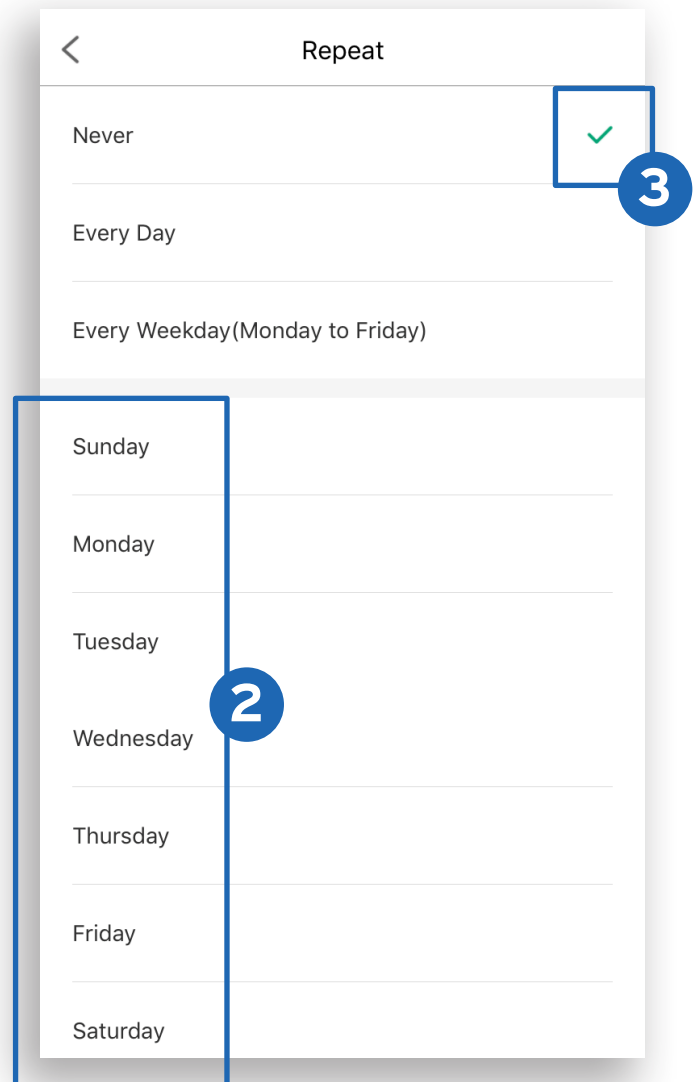 Repeat
Never
3
Every Day
Every Weekday(Monday to Friday)
Sunday
Monday
Tuesday
2
Wednesday
Thursday
Friday
Saturday